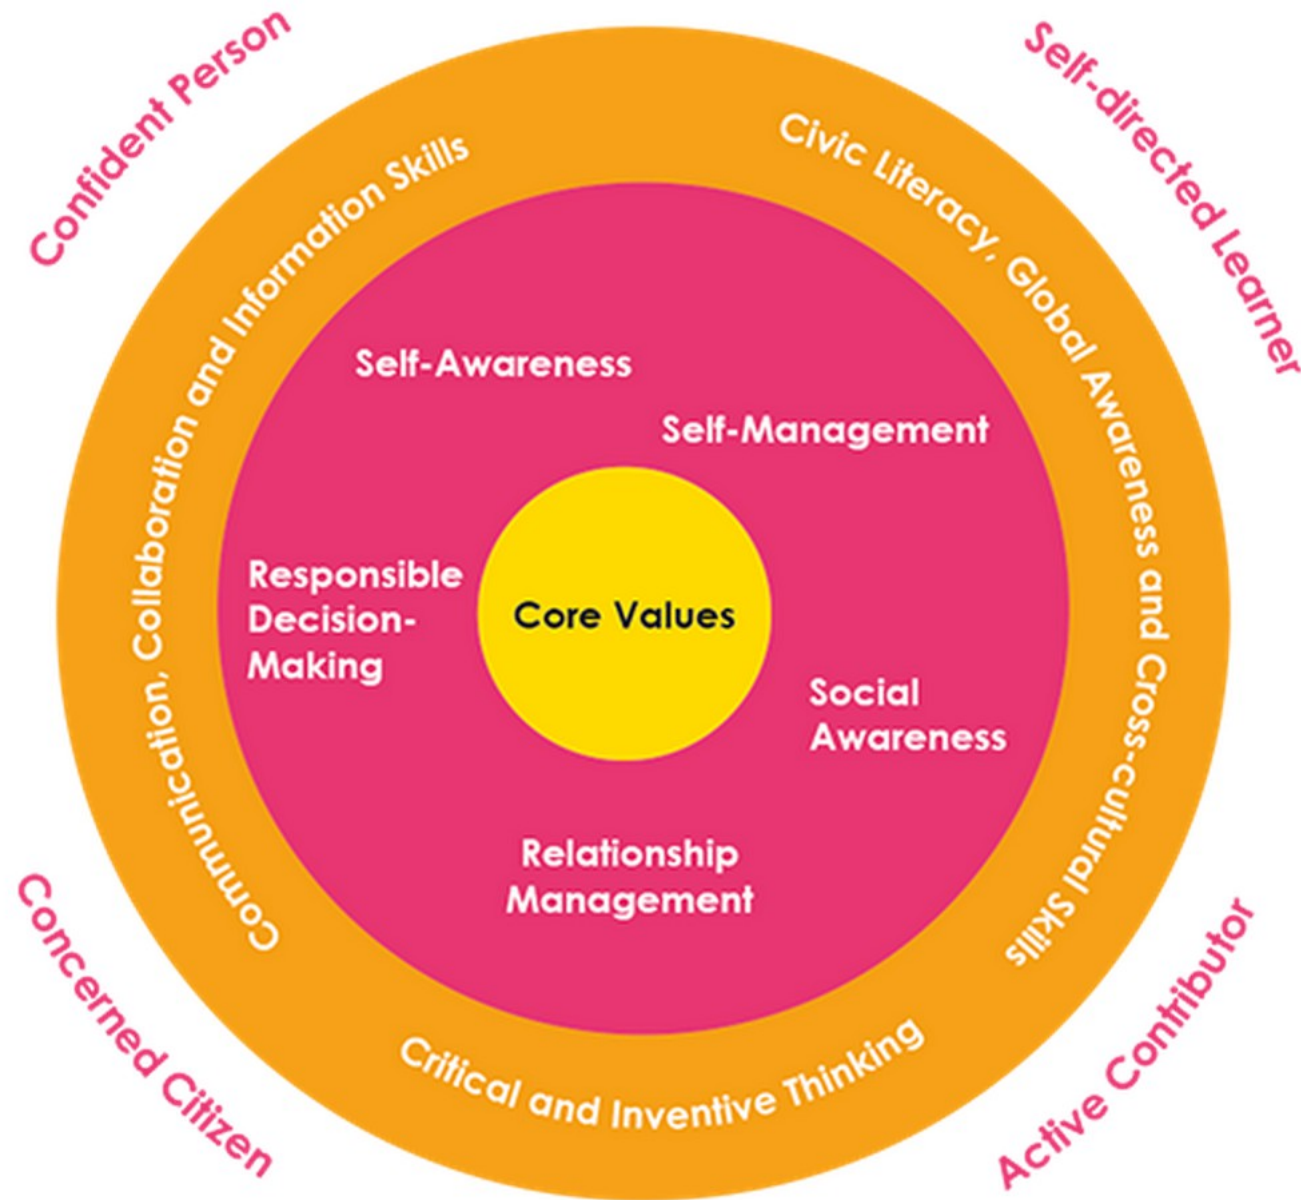 Confident Person
Self-directed Learner
Communication, Collaboration and Information Skills
Civic Literacy, Global Awareness and Cross-cultural Skills
Self-Awareness
Self-Management
Responsible
Decision-
Making
Core Values
Social
Awareness
Relationship
Management
Critical and Inventive Thinking
Concerned Citizen
Active Contributor